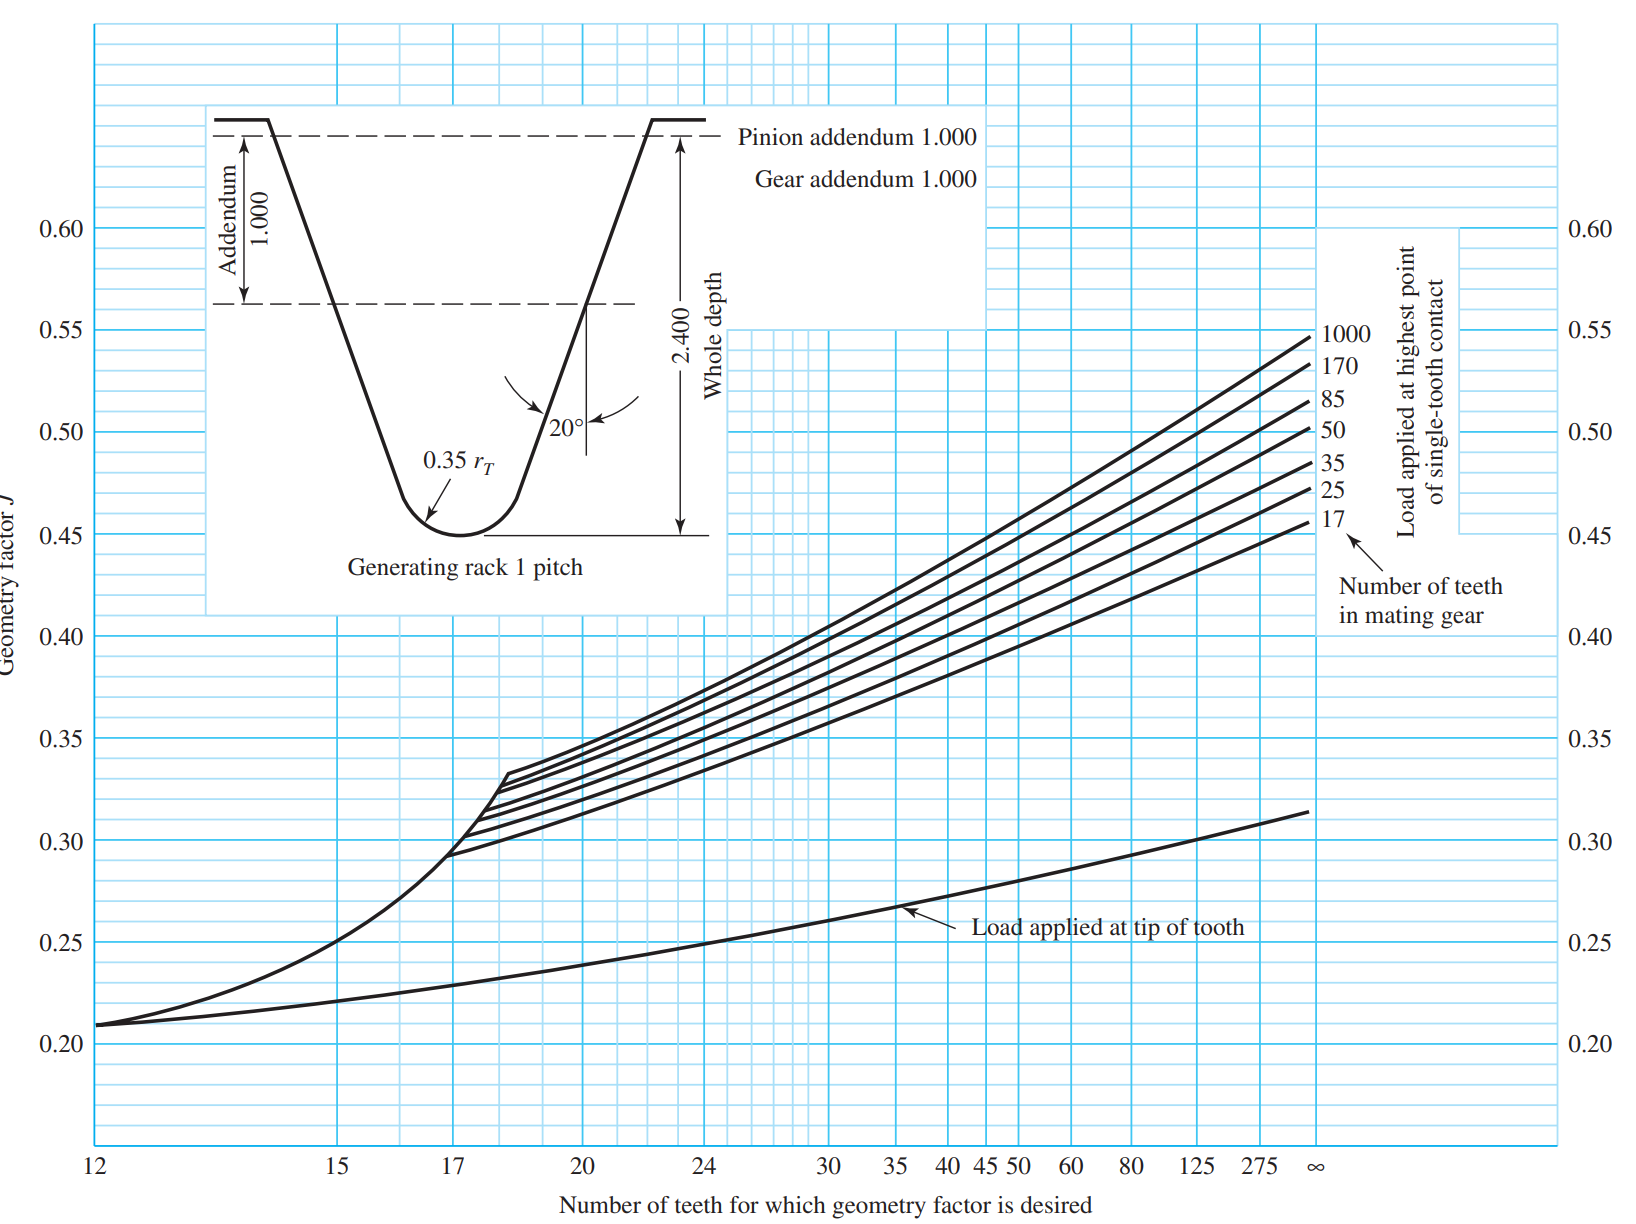 Pinion addendum 1.000
Gear addendum 1.000
Addendum
1.000
2.400
Whole depth
20°
0.35 rT
Generating rack 1 pitch
Geometry factor J
0.60
0.55
0.50
0.45
0.40
0.35
0.30
0.25
0.20
0.60
0.55
0.50
0.45
0.40
0.35
0.30
0.25
0.20
1000
170
85
50
35
25
17
Load applied at highest point
of single-tooth contact
Number of teeth
in mating gear
Load applied at tip of tooth
12 15 17 20 24 30 35 40 45 50 60 80 125 275 ∞
Number of teeth for which geometry factor is desired